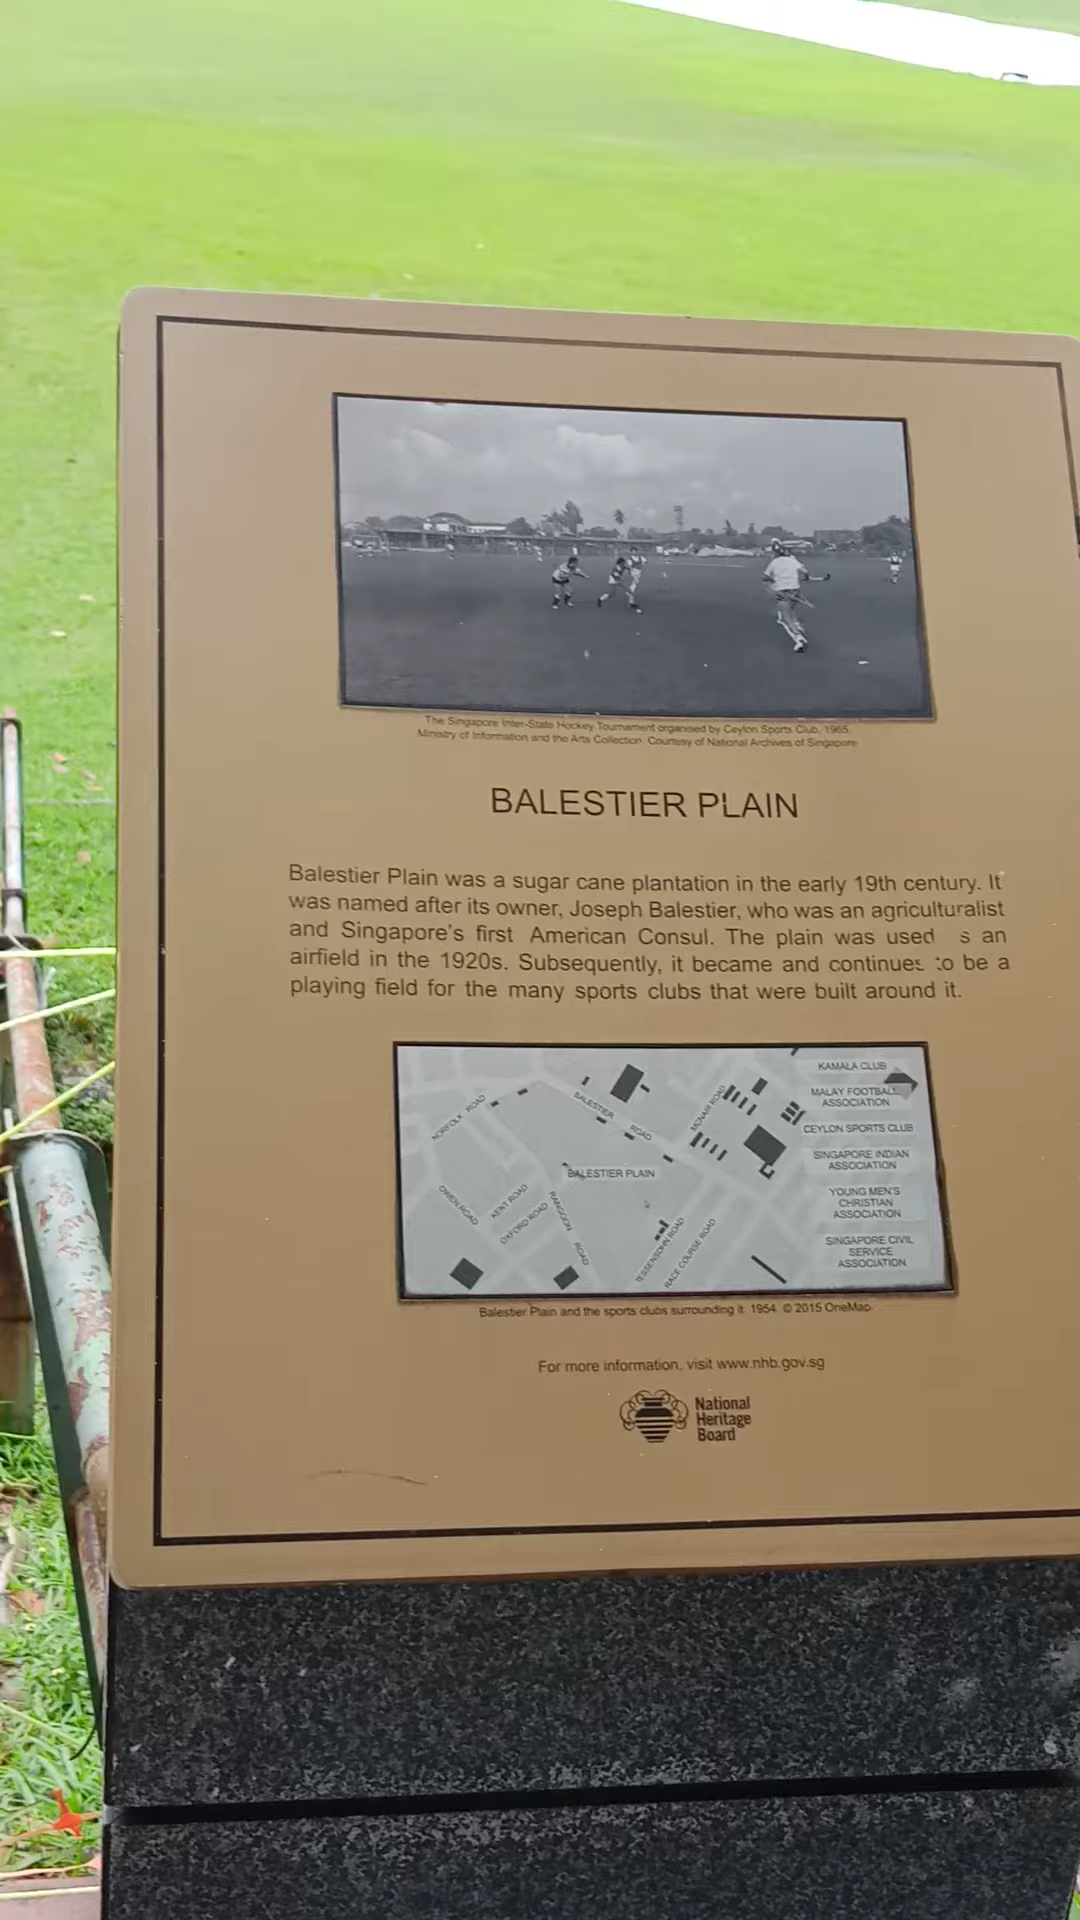 The Singapore Inter-State Hockey Tournament organised by Ceylon Sports Club, 1965.
Ministry of Information and the Arts Collection. Courtesy of National Archives of Singapore
BALESTIER PLAIN
Balestier Plain was a sugar cane plantation in the early 19th century. It
was named after its owner, Joseph Balestier, who was an agriculturalist
and Singapore's first American Consul. The plain was used s an
airfield in the 1920s. Subsequently, it became and continues to be a
playing field for the many sports clubs that were built around it.
KAMALA CLUB
MALAY FOOTBALL
ASSOCIATION
CEYLON SPORTS CLUB
SINGAPORE INDIAN
ASSOCIATION
YOUNG MEN'S
CHRISTIAN
ASSOCIATION
SINGAPORE CIVIL
SERVICE
ASSOCIATION
NORFOLK ROAD
BALESTIER ROAD
MCNAIR ROAD
BALESTIER PLAIN
OWEN ROAD
KENT ROAD
OXFORD ROAD
RANGOON ROAD
TESSENSOHN ROAD
RACE COURSE ROAD
Balestier Plain and the sports clubs surrounding it. 1954. © 2015 OneMap
For more information, visit www.nhb.gov.sg
National
Heritage
Board